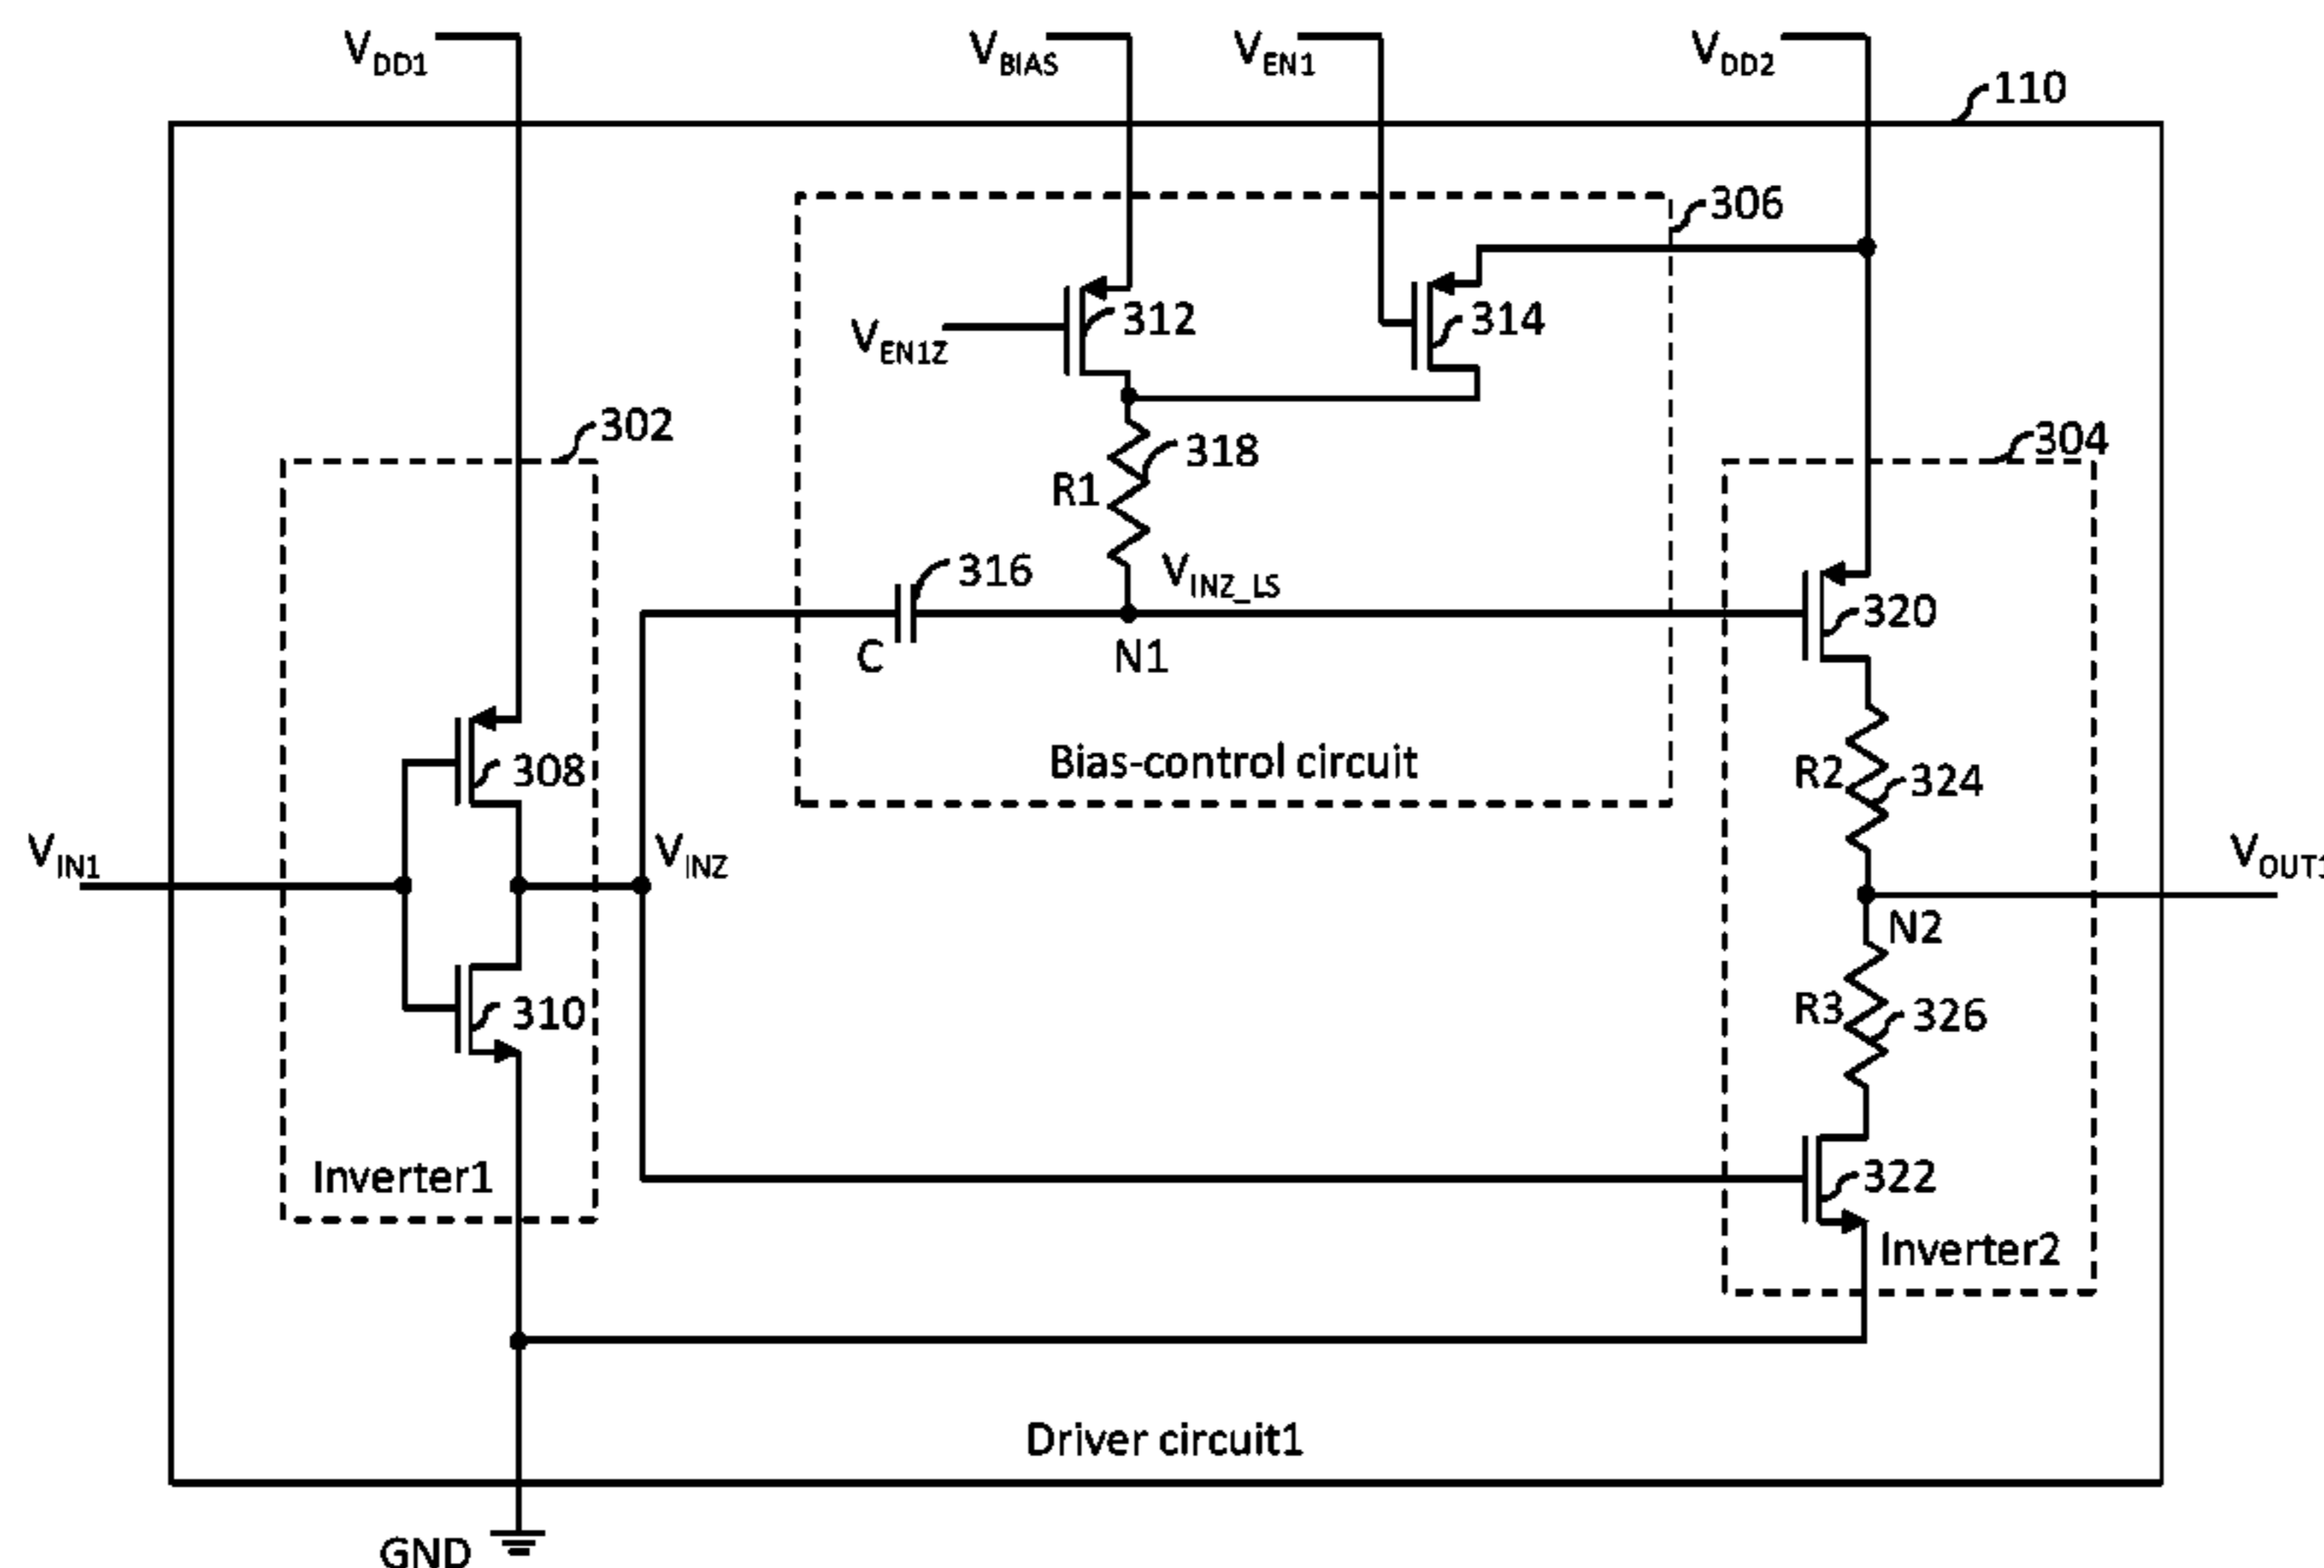 VDD1
VBIAS
VEN1
VDD2
110
306
312
314
VEN1Z
302
318
304
R1
316
VINZ_LS
320
C
N1
Bias-control circuit
308
R2
324
VIN1
VINZ
VOUT1
N2
310
R3
326
Inverter1
322
Inverter2
Driver circuit1
GND